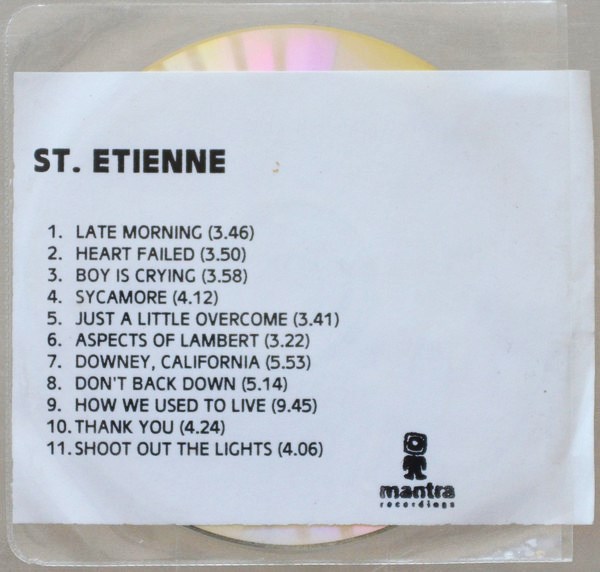 ST. ETIENNE
1. LATE MORNING (3.46)
2. HEART FAILED (3.50)
3. BOY IS CRYING (3.58)
4. SYCAMORE (4.12)
5. JUST A LITTLE OVERCOME (3.41)
6. ASPECTS OF LAMBERT (3.22)
7. DOWNEY, CALIFORNIA (5.53)
8. DON'T BACK DOWN (5.14)
9. HOW WE USED TO LIVE (9.45)
10. THANK YOU (4.24)
11. SHOOT OUT THE LIGHTS (4.06)
mantra
recordings